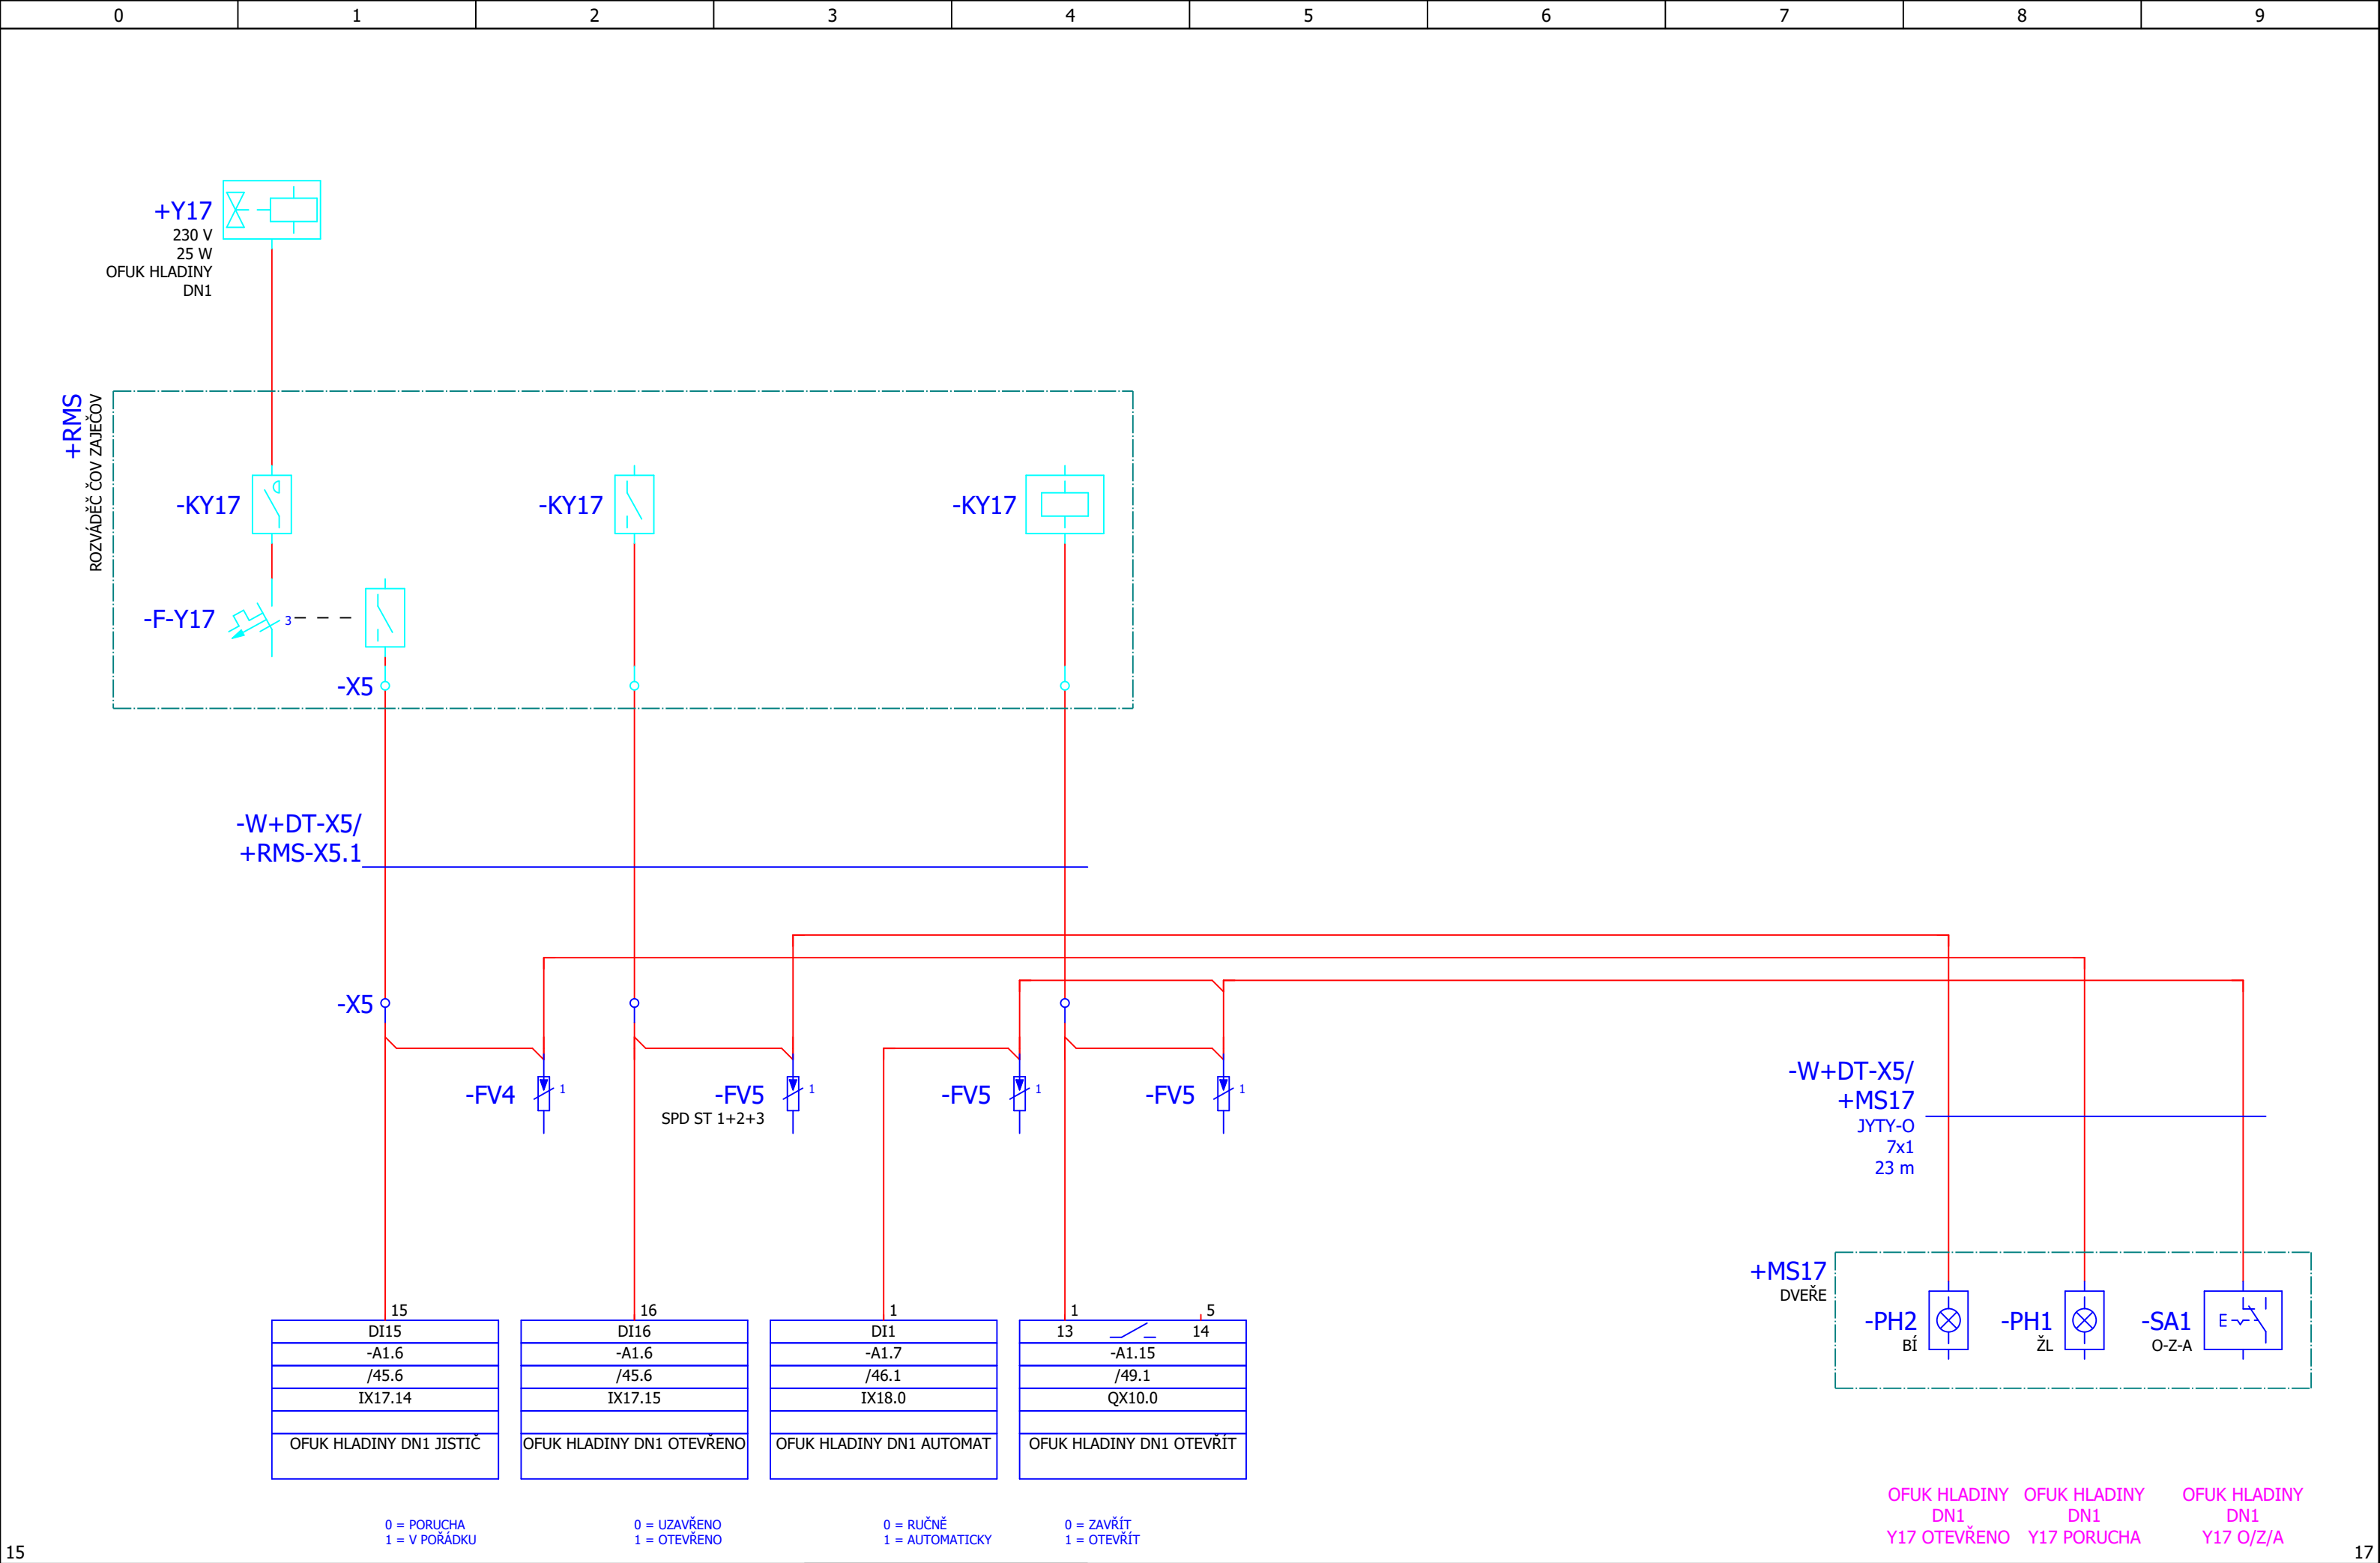 0 1 2 3 4 5 6 7 8 9
+Y17
230 V
25 W
OFUK HLADINY
DN1
+RMS
ROZVÁDĚČ ČOV ZAJEČOV
-KY17
-KY17
-KY17
-F-Y17
3
-X5
-W+DT-X5/
+RMS-X5.1
-X5
-FV4
1
-FV5
SPD ST 1+2+3
1
-FV5
1
-FV5
1
-W+DT-X5/
+MS17
JYTY-O
7x1
23 m
+MS17
DVEŘE
-PH2
BÍ
-PH1
ŽL
-SA1
O-Z-A
E
15
DI15
-A1.6
/45.6
IX17.14
OFUK HLADINY DN1 JISTIČ
0 = PORUCHA
1 = V POŘÁDKU
16
DI16
-A1.6
/45.6
IX17.15
OFUK HLADINY DN1 OTEVŘENO
0 = UZAVŘENO
1 = OTEVŘENO
1
DI1
-A1.7
/46.1
IX18.0
OFUK HLADINY DN1 AUTOMAT
0 = RUČNĚ
1 = AUTOMATICKY
1 5
13 14
-A1.15
/49.1
QX10.0
OFUK HLADINY DN1 OTEVŘÍT
0 = ZAVŘÍT
1 = OTEVŘÍT
OFUK HLADINY
DN1
Y17 OTEVŘENO
OFUK HLADINY
DN1
Y17 PORUCHA
OFUK HLADINY
DN1
Y17 O/Z/A
15
17